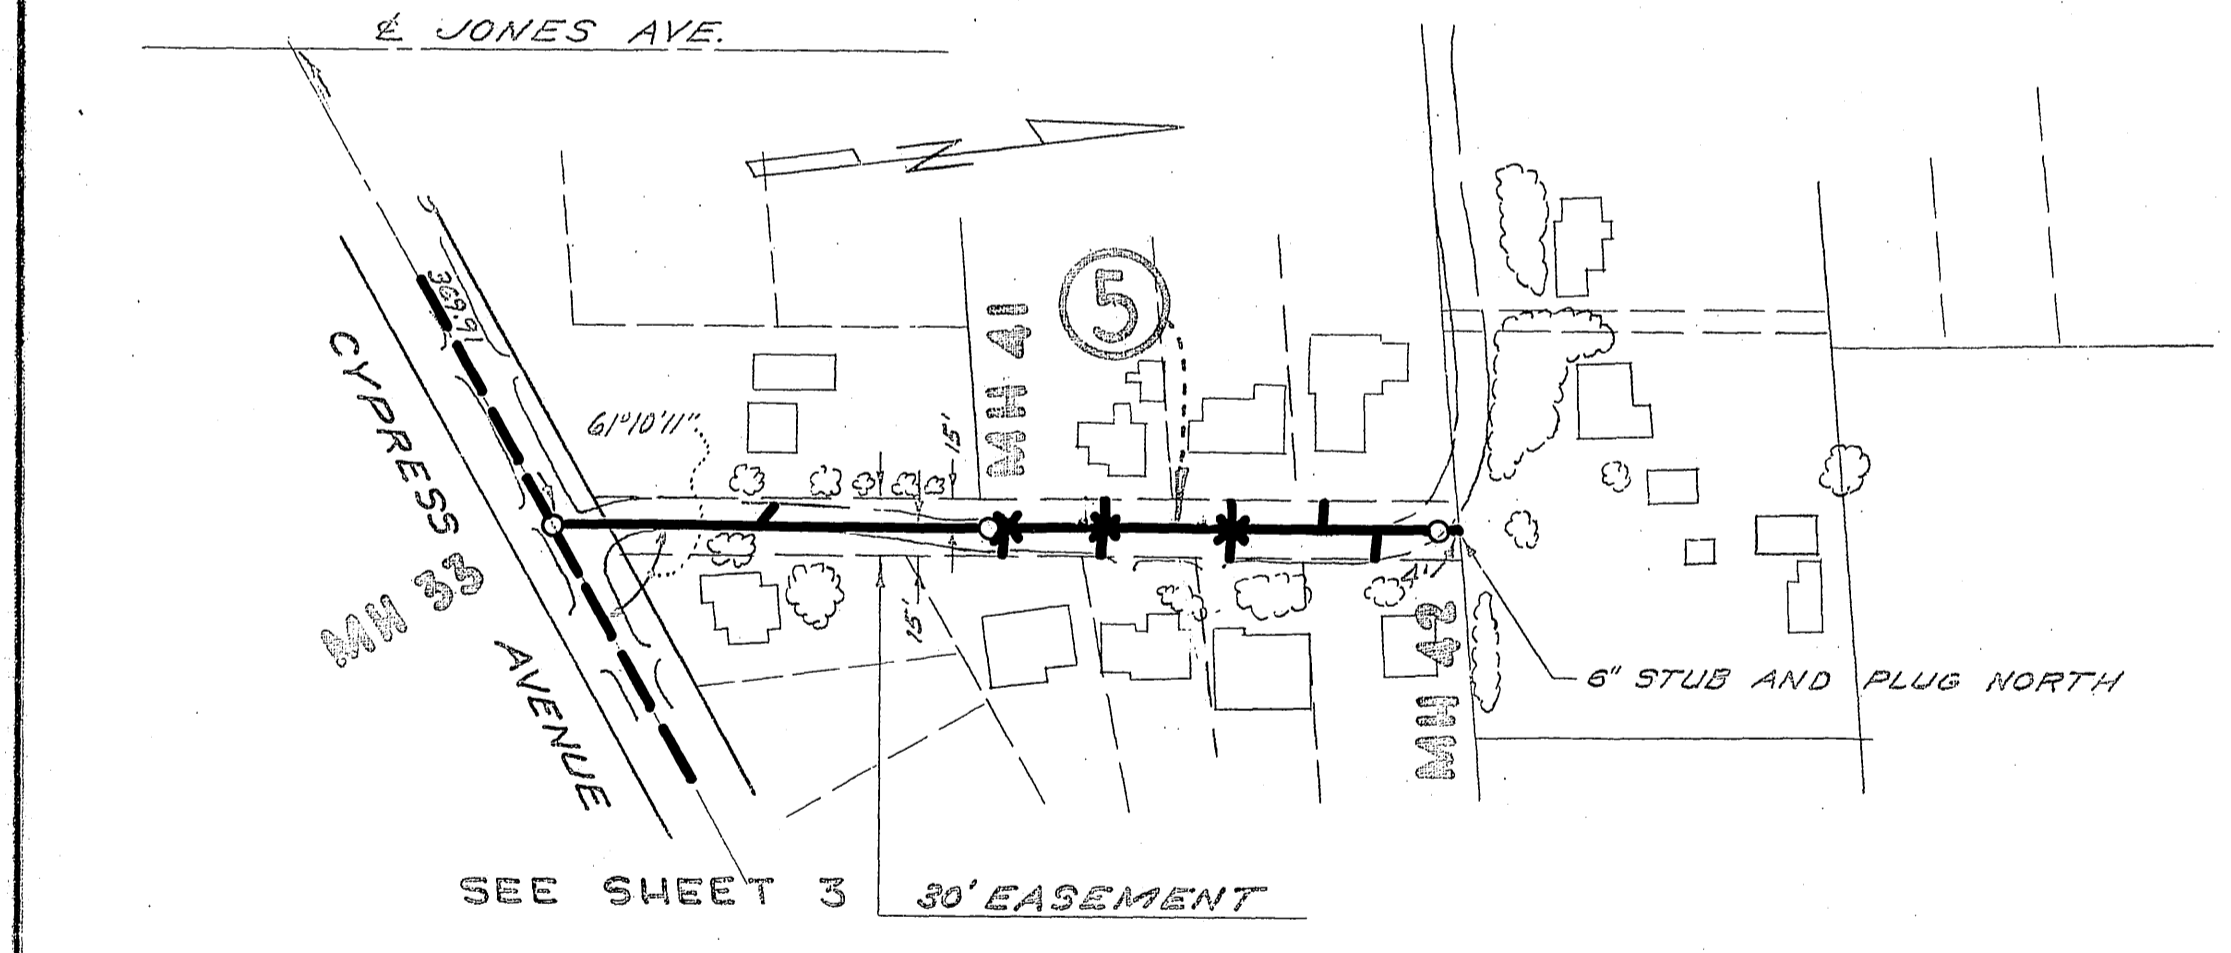 ℄ JONES AVE.
N
369.91
CYPRESS AVENUE
61°10'11"
15'
MH 41
5
MH 33
15'
4'
MH 42
6" STUB AND PLUG NORTH
SEE SHEET 3
30' EASEMENT